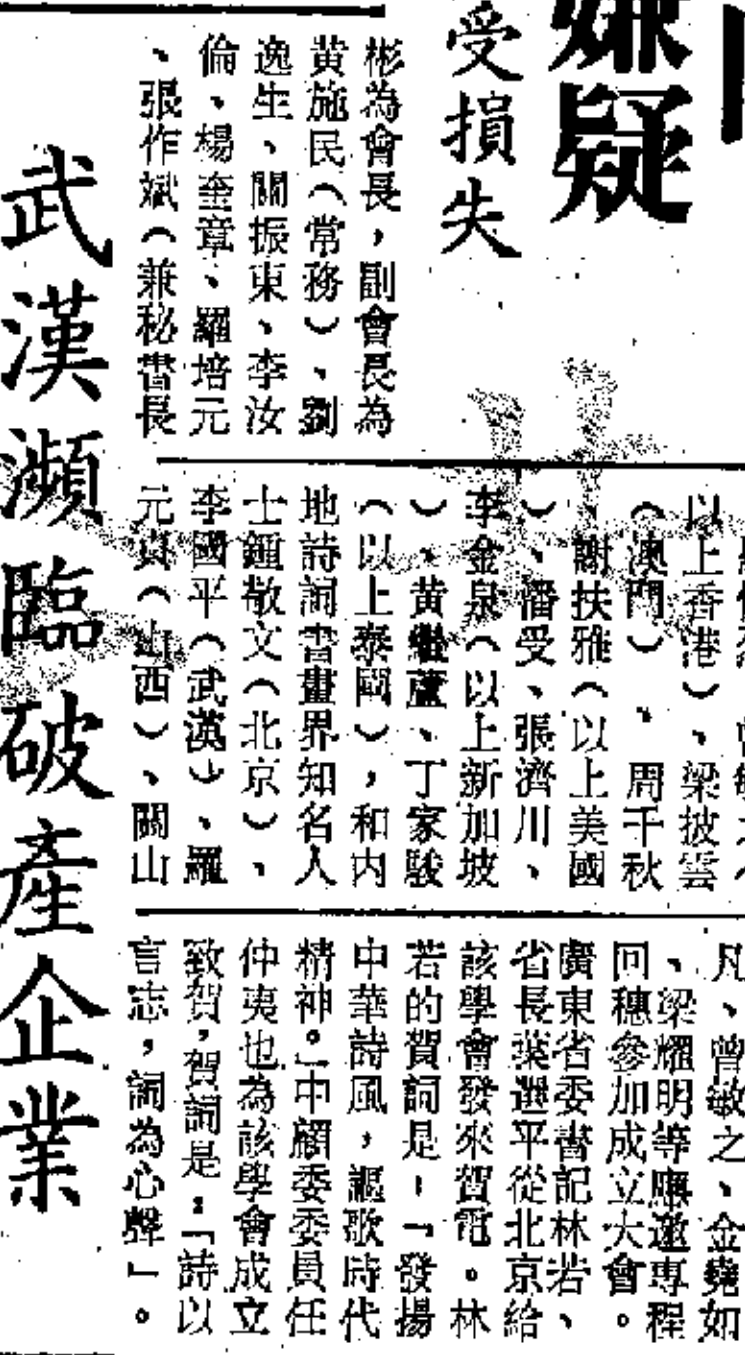 嫌疑
受損失
彬為會長，副會長為
黄施民（常務）、劉
逸生、關振東、李汝
倫、楊奎章、羅培元
、張作斌（兼秘書長
以上香港）、梁披雲
（澳門）、周千秋
、謝扶雅（以上美國
）、潘受、張濟川、
李金泉（以上新加坡
）、黄繼蘆、丁家駿
（以上泰國），和内
地詩詞書畫界知名人
士鍾敬文（北京）、
李國平（武漢）、羅
元貞（山西）、關山
凡、曾敏之、金堯如
、梁耀明等應邀專程
回穗參加成立大會。
廣東省委書記林若、
省長葉選平從北京給
該學會發來賀電。林
若的賀詞是：「發揚
中華詩風，謳歌時代
精神。」中顧委委員任
仲夷也為該學會成立
致賀，賀詞是：「詩以
言志，詞為心聲」。
武漢瀕臨破產企業